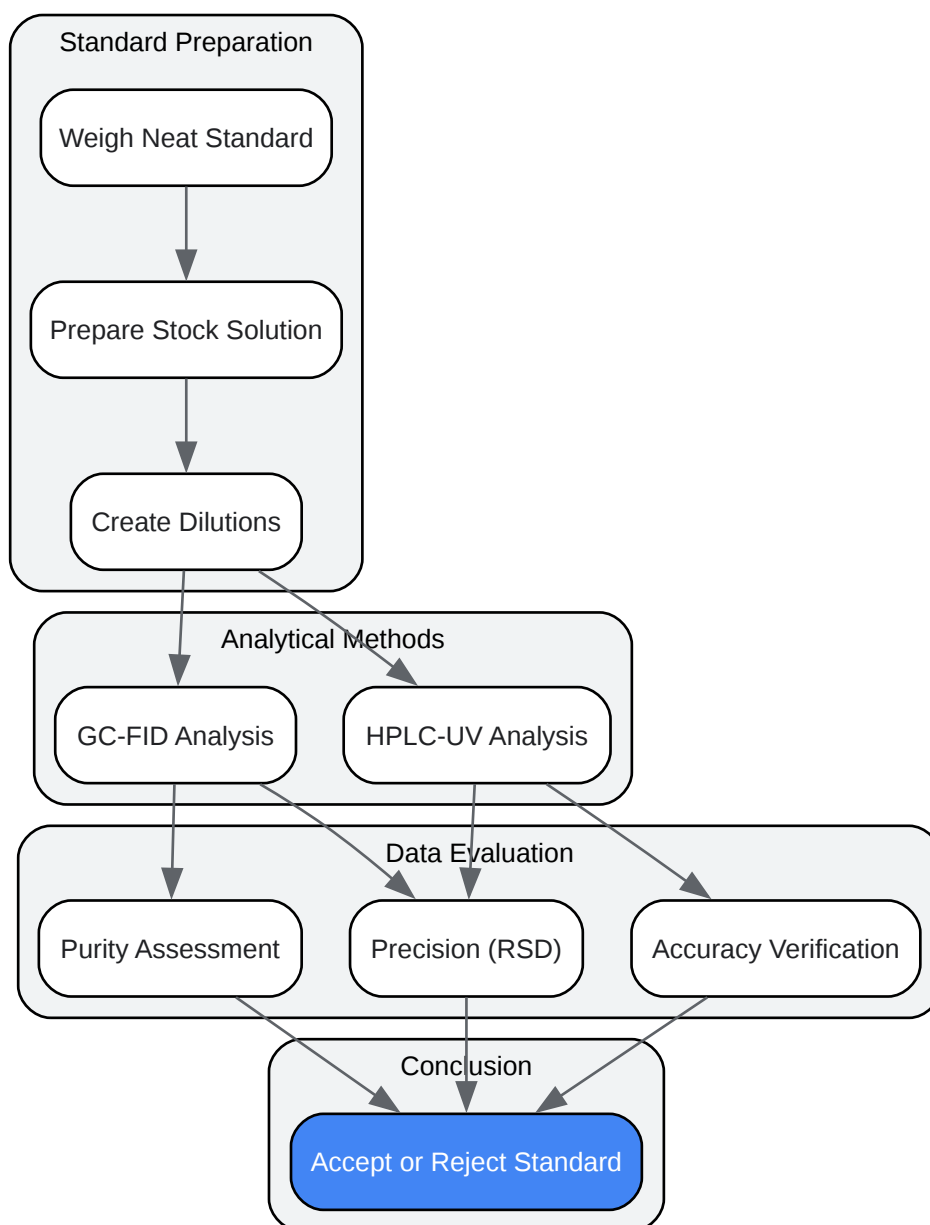 Standard Preparation
Weigh Neat Standard
Prepare Stock Solution
Create Dilutions
Analytical Methods
GC-FID Analysis
HPLC-UV Analysis
Data Evaluation
Purity Assessment
Precision (RSD)
Accuracy Verification
Conclusion
Accept or Reject Standard